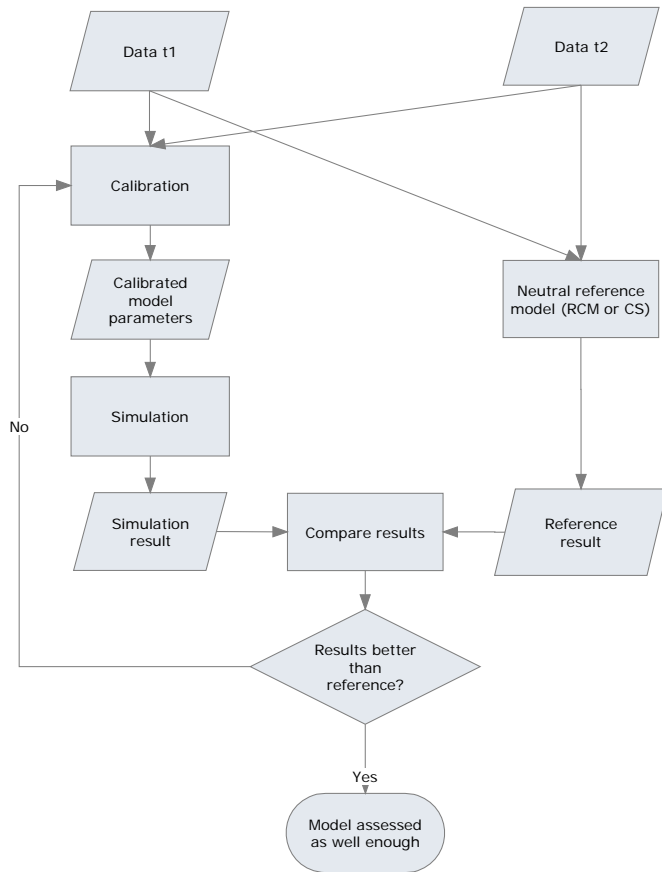 Data t1
Data t2
Calibration
Calibrated
model
parameters
Neutral reference
model (RCM or CS)
Simulation
No
Simulation
result
Compare results
Reference
result
Results better
than
reference?
Yes
Model assessed
as well enough